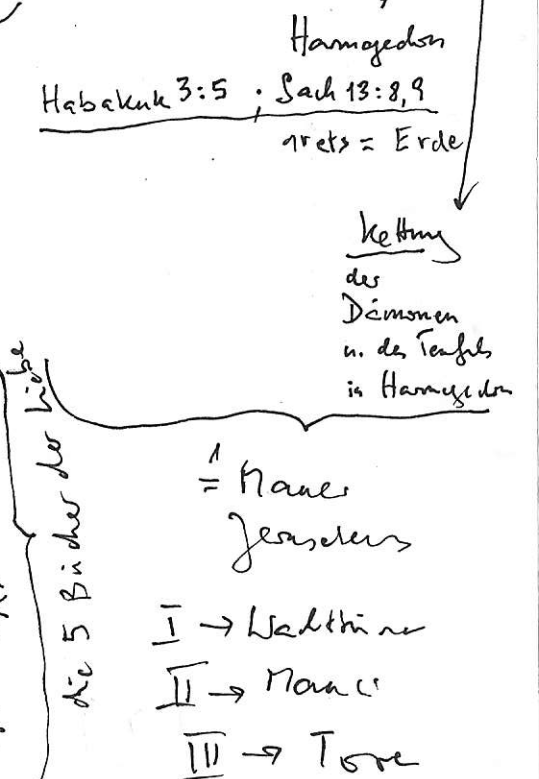 Harmagedon
Habakuk 3:5 ; Sach 13:8,9
arets = Erde
Kettung
der
Dämonen
u. des Teufels
in Harmagedon
die 5 Bücher der Liebe
≙ Mauer
Jerusalems
I → Wachtürme
II → Mauer
III → Tore